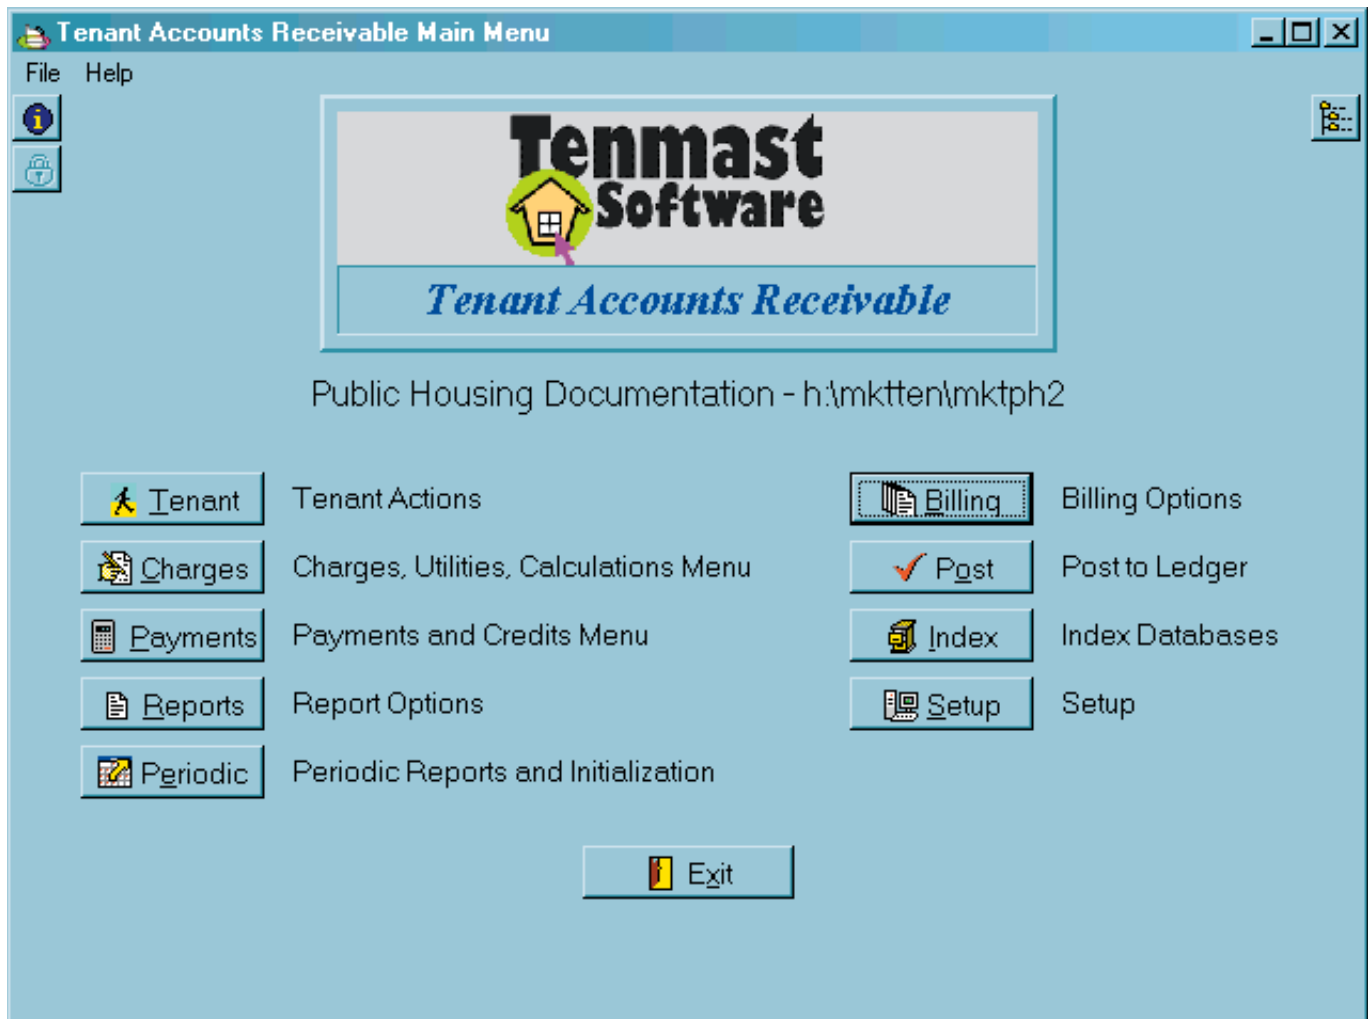 Tenant Accounts Receivable Main Menu
File Help
Tenmast
Software
Tenant Accounts Receivable
Public Housing Documentation - h:\mktten\mktph2
Tenant Tenant Actions
Charges Charges, Utilities, Calculations Menu
Payments Payments and Credits Menu
Reports Report Options
Periodic Periodic Reports and Initialization
Billing Billing Options
Post Post to Ledger
Index Index Databases
Setup Setup
Exit